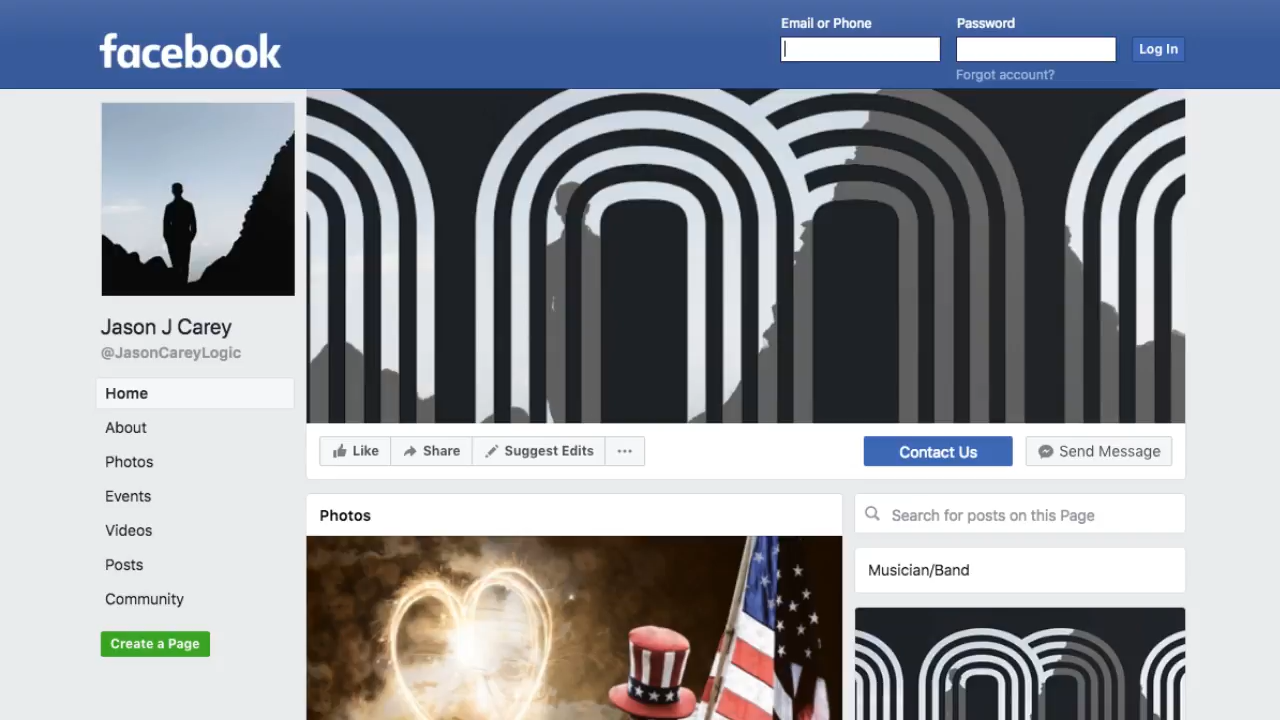 facebook
Email or Phone
Password
Log In
Forgot account?
Jason J Carey
@JasonCareyLogic
Home
About
Photos
Events
Videos
Posts
Community
Create a Page
Like
Share
Suggest Edits
Contact Us
Send Message
Photos
Search for posts on this Page
Musician/Band